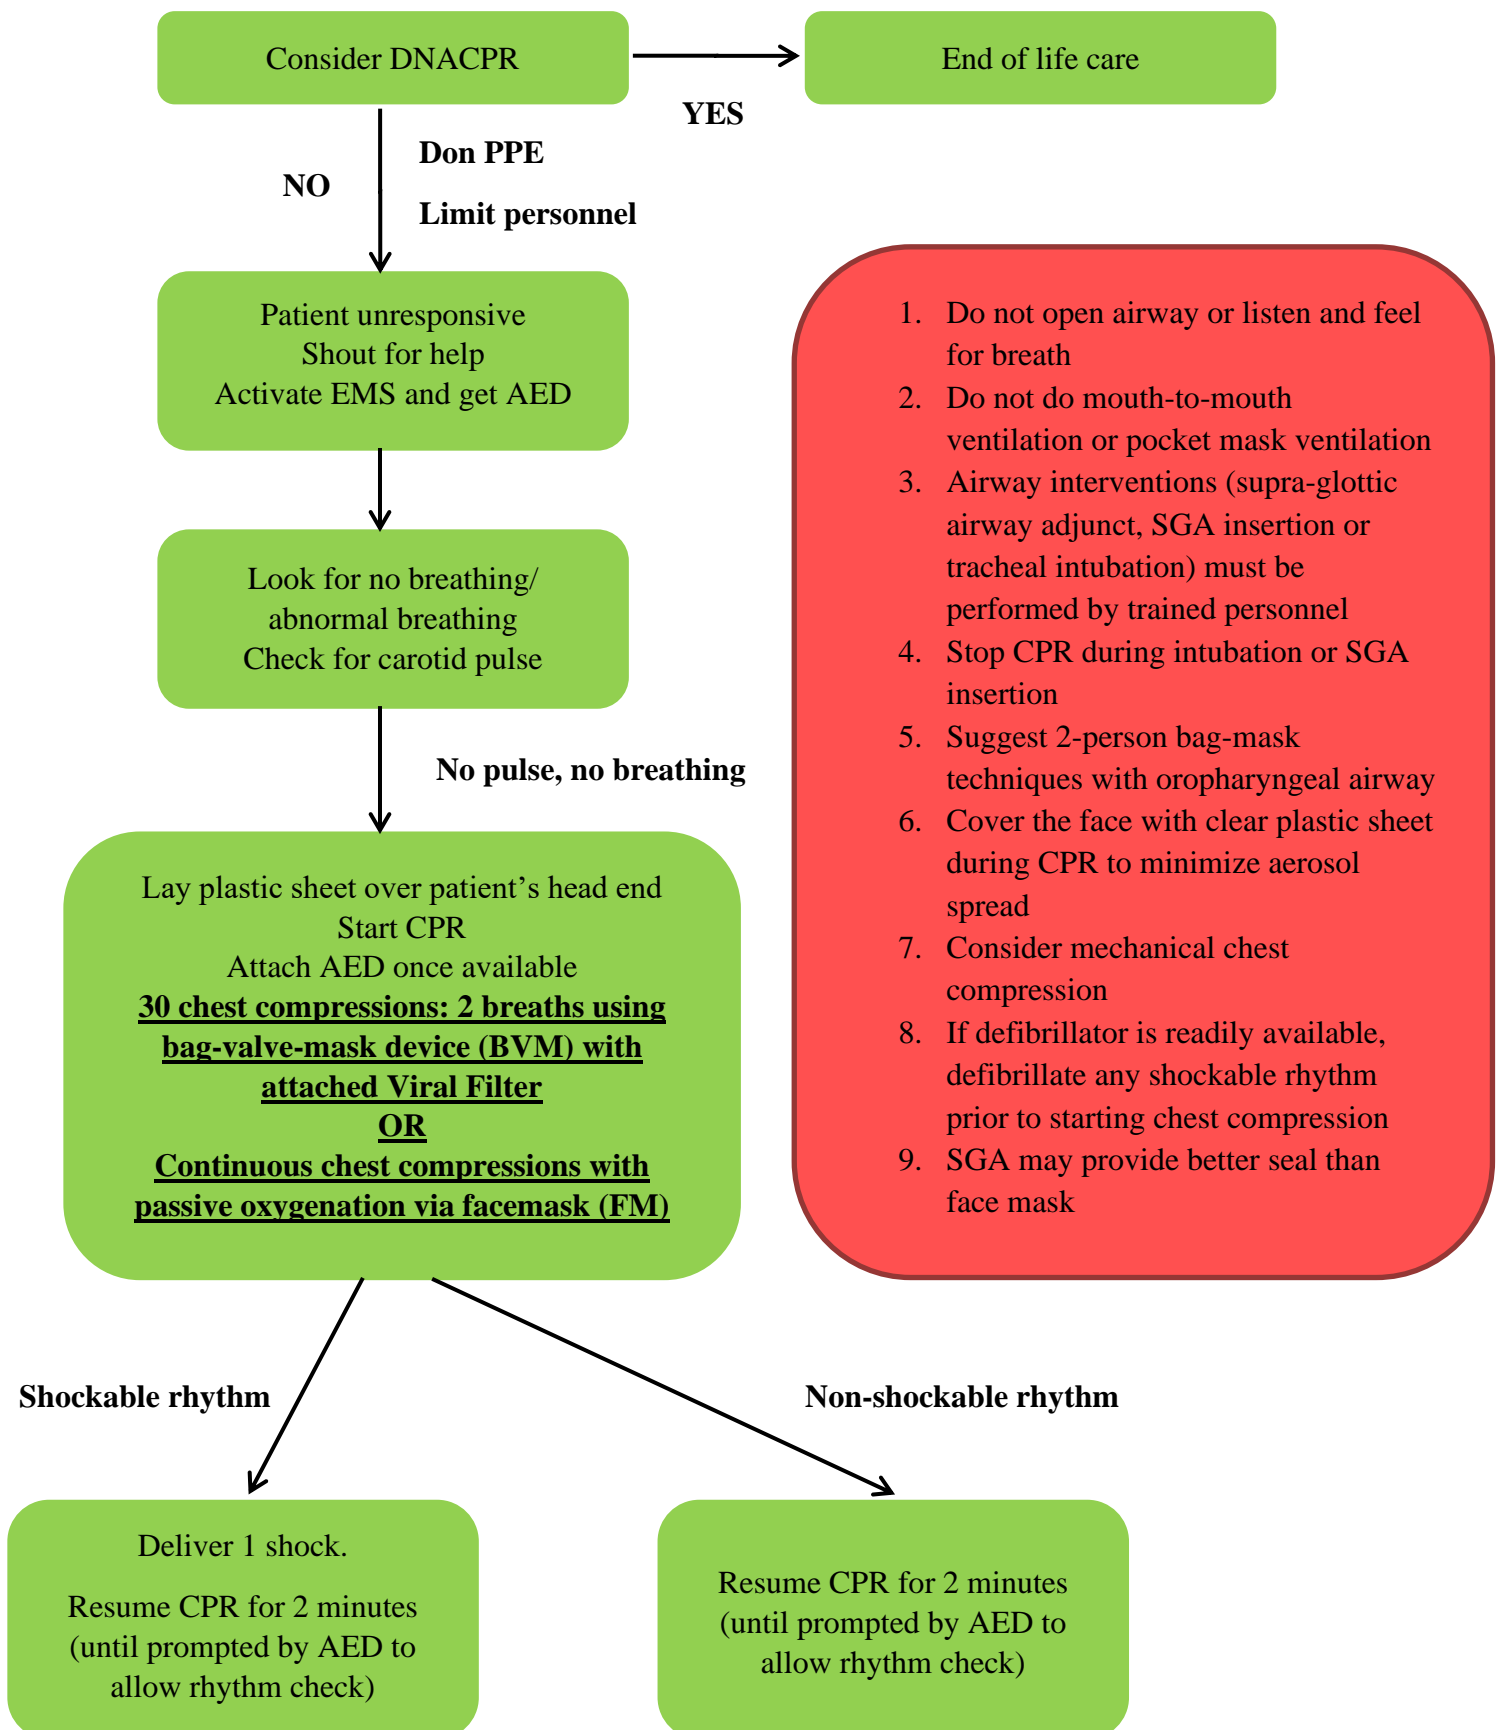 Consider DNACPR
End of life care
YES
NO
Don PPE
Limit personnel
Patient unresponsive
Shout for help
Activate EMS and get AED
Look for no breathing/
abnormal breathing
Check for carotid pulse
No pulse, no breathing
Lay plastic sheet over patient’s head end
Start CPR
Attach AED once available
30 chest compressions: 2 breaths using
bag-valve-mask device (BVM) with
attached Viral Filter
OR
Continuous chest compressions with
passive oxygenation via facemask (FM)
1. Do not open airway or listen and feel
for breath
2. Do not do mouth-to-mouth
ventilation or pocket mask ventilation
3. Airway interventions (supra-glottic
airway adjunct, SGA insertion or
tracheal intubation) must be
performed by trained personnel
4. Stop CPR during intubation or SGA
insertion
5. Suggest 2-person bag-mask
techniques with oropharyngeal airway
6. Cover the face with clear plastic sheet
during CPR to minimize aerosol
spread
7. Consider mechanical chest
compression
8. If defibrillator is readily available,
defibrillate any shockable rhythm
prior to starting chest compression
9. SGA may provide better seal than
face mask
Shockable rhythm
Non-shockable rhythm
Deliver 1 shock.
Resume CPR for 2 minutes
(until prompted by AED to
allow rhythm check)
Resume CPR for 2 minutes
(until prompted by AED to
allow rhythm check)